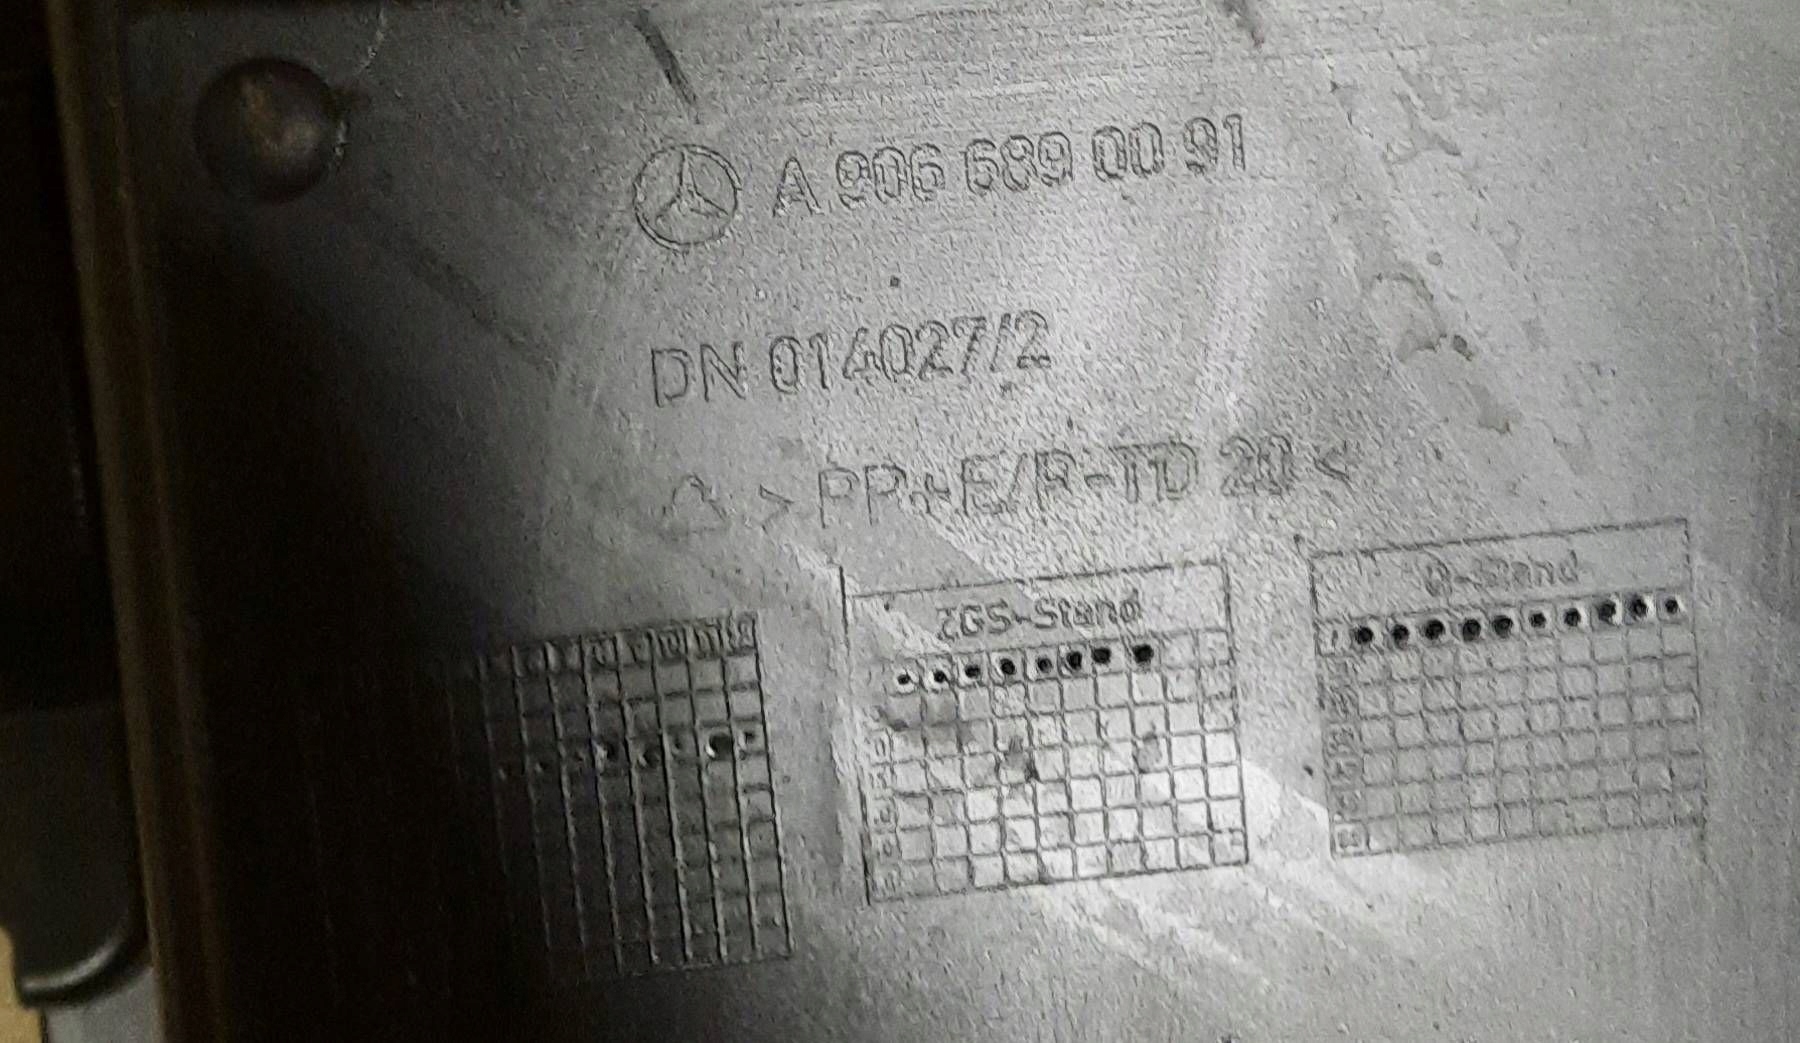 A 906 689 00 91
DN 014027/2
> PP+E/P-TD 20 <
ZGS-Stand
Q-Stand